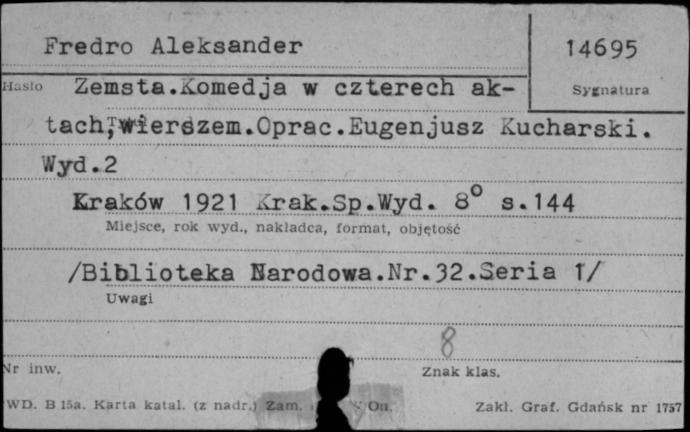 Fredro Aleksander
14695
Hasło
Zemsta.Komedja w czterech ak-
Sygnatura
tach, wierszem.Oprac.Eugenjusz Kucharski.
Wyd.2
Kraków 1921 Krak.Sp.Wyd. 8° s.144
Miejsce, rok wyd., nakładca, format, objętość
/Biblioteka Narodowa.Nr.32.Seria 1/
Uwagi
8
Nr inw.
Znak klas.
WD. B 15a. Karta katal. (z nadr.) Zam.
On.
Zakł. Graf. Gdańsk nr 1757